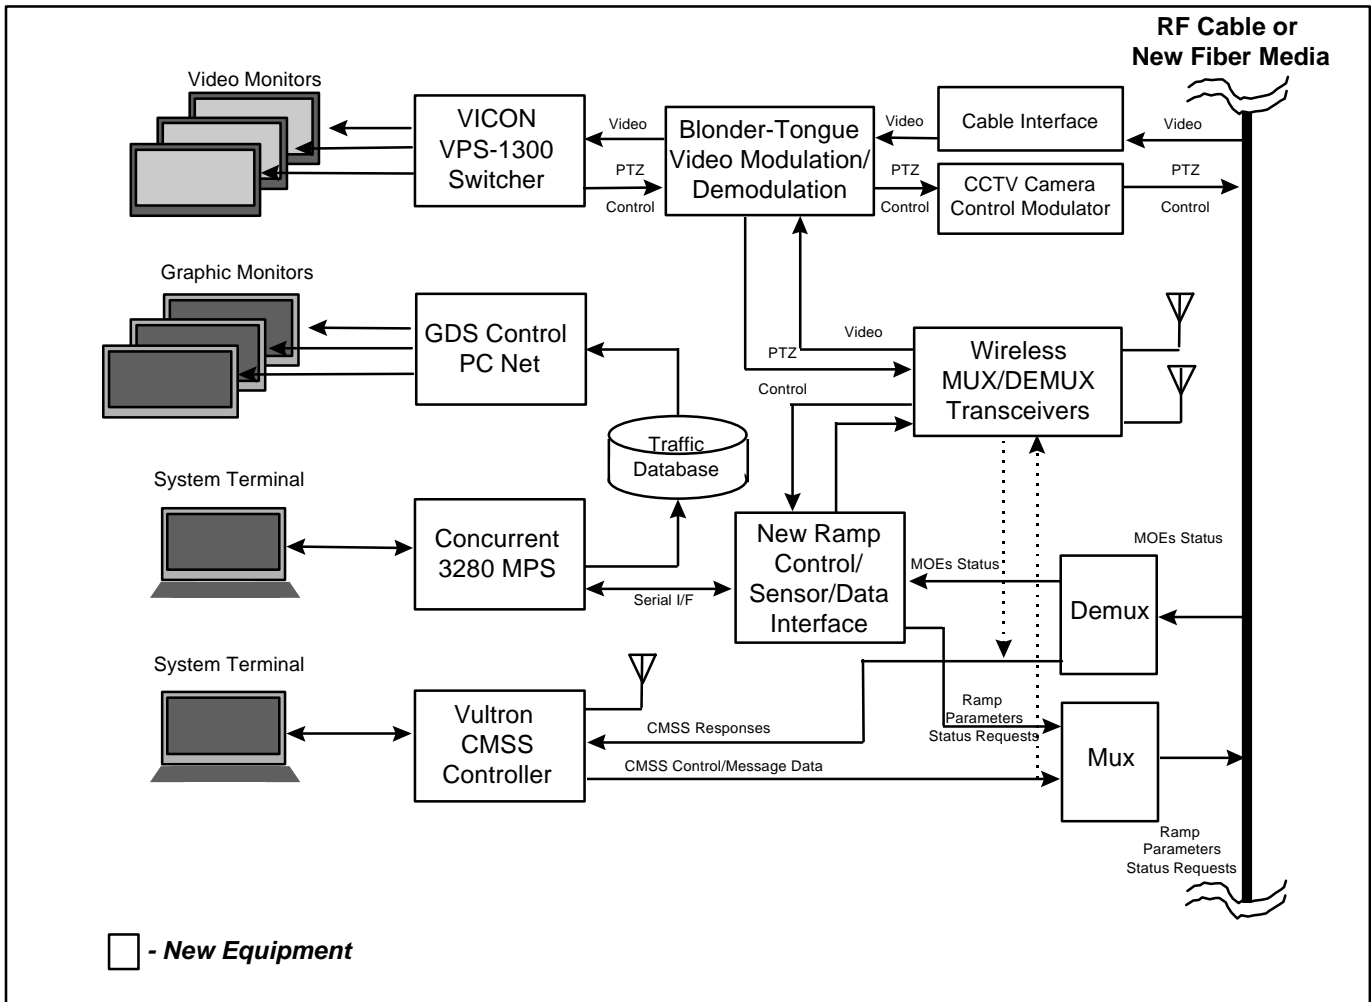 RF Cable or
New Fiber Media
Video Monitors
VICON
VPS-1300
Switcher
Video
PTZ
Control
Blonder-Tongue
Video Modulation/
Demodulation
Video
PTZ
Control
Cable Interface
CCTV Camera
Control Modulator
Video
PTZ
Control
Graphic Monitors
GDS Control
PC Net
Video
PTZ
Control
Wireless
MUX/DEMUX
Transceivers
Traffic
Database
System Terminal
Concurrent
3280 MPS
Serial I/F
New Ramp
Control/
Sensor/Data
Interface
MOEs Status
Demux
MOEs Status
System Terminal
Vultron
CMSS
Controller
CMSS Responses
CMSS Control/Message Data
Ramp
Parameters
Status Requests
Mux
Ramp
Parameters
Status Requests
- New Equipment